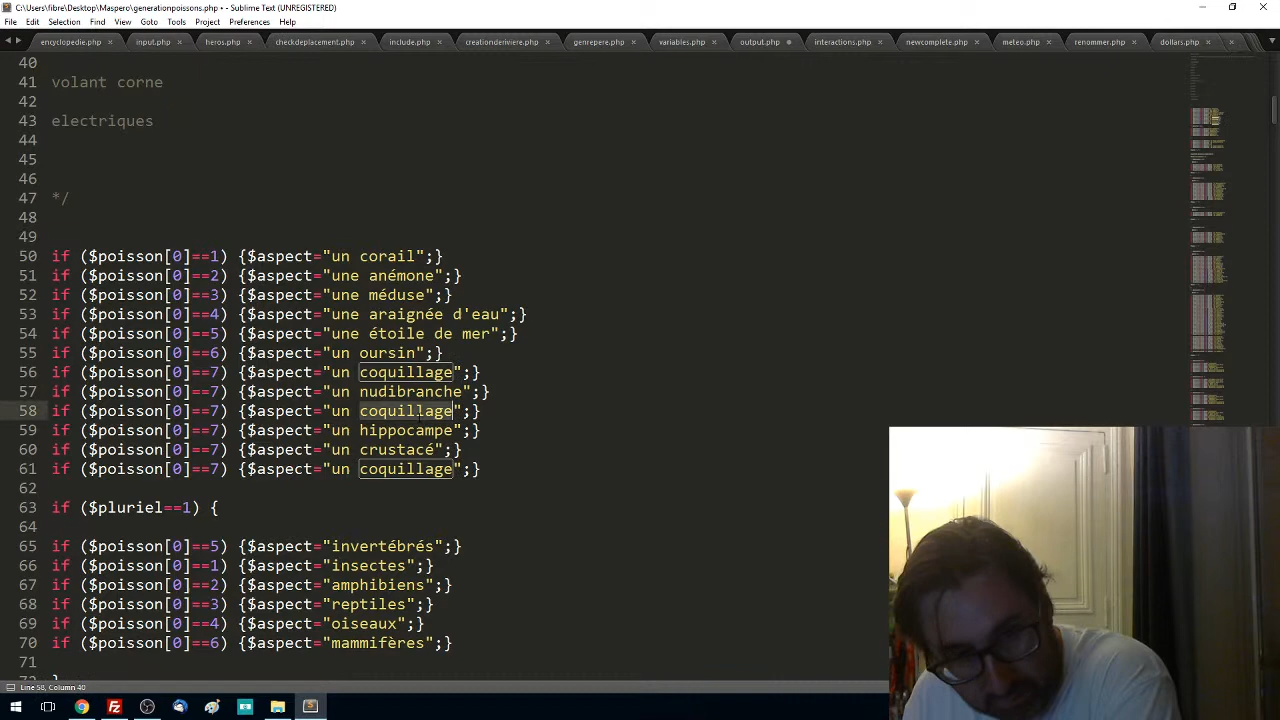 C:\Users\fibre\Desktop\Maspero\generationpoissons.php • - Sublime Text (UNREGISTERED)
File Edit Selection Find View Goto Tools Project Preferences Help
encyclopedie.php input.php heros.php checkdeplacement.php include.php creationderiviere.php genrepere.php variables.php output.php interactions.php newcomplete.php meteo.php renommer.php dollars.php
40
41 volant corne
42
43 electriques
44
45
46
47 */
48
49
50 if ($poisson[0]==1) {$aspect="un corail";}
51 if ($poisson[0]==2) {$aspect="une anémone";}
52 if ($poisson[0]==3) {$aspect="une méduse";}
53 if ($poisson[0]==4) {$aspect="une araignée d'eau";}
54 if ($poisson[0]==5) {$aspect="une étoile de mer";}
55 if ($poisson[0]==6) {$aspect="un oursin";}
56 if ($poisson[0]==7) {$aspect="un coquillage";}
57 if ($poisson[0]==7) {$aspect="un nudibranche";}
58 if ($poisson[0]==7) {$aspect="un coquillage";}
59 if ($poisson[0]==7) {$aspect="un hippocampe";}
60 if ($poisson[0]==7) {$aspect="un crustacé";}
61 if ($poisson[0]==7) {$aspect="un coquillage";}
62
63 if ($pluriel==1) {
64
65 if ($poisson[0]==5) {$aspect="invertébrés";}
66 if ($poisson[0]==1) {$aspect="insectes";}
67 if ($poisson[0]==2) {$aspect="amphibiens";}
68 if ($poisson[0]==3) {$aspect="reptiles";}
69 if ($poisson[0]==4) {$aspect="oiseaux";}
70 if ($poisson[0]==6) {$aspect="mammifères";}
71
Line 58, Column 40